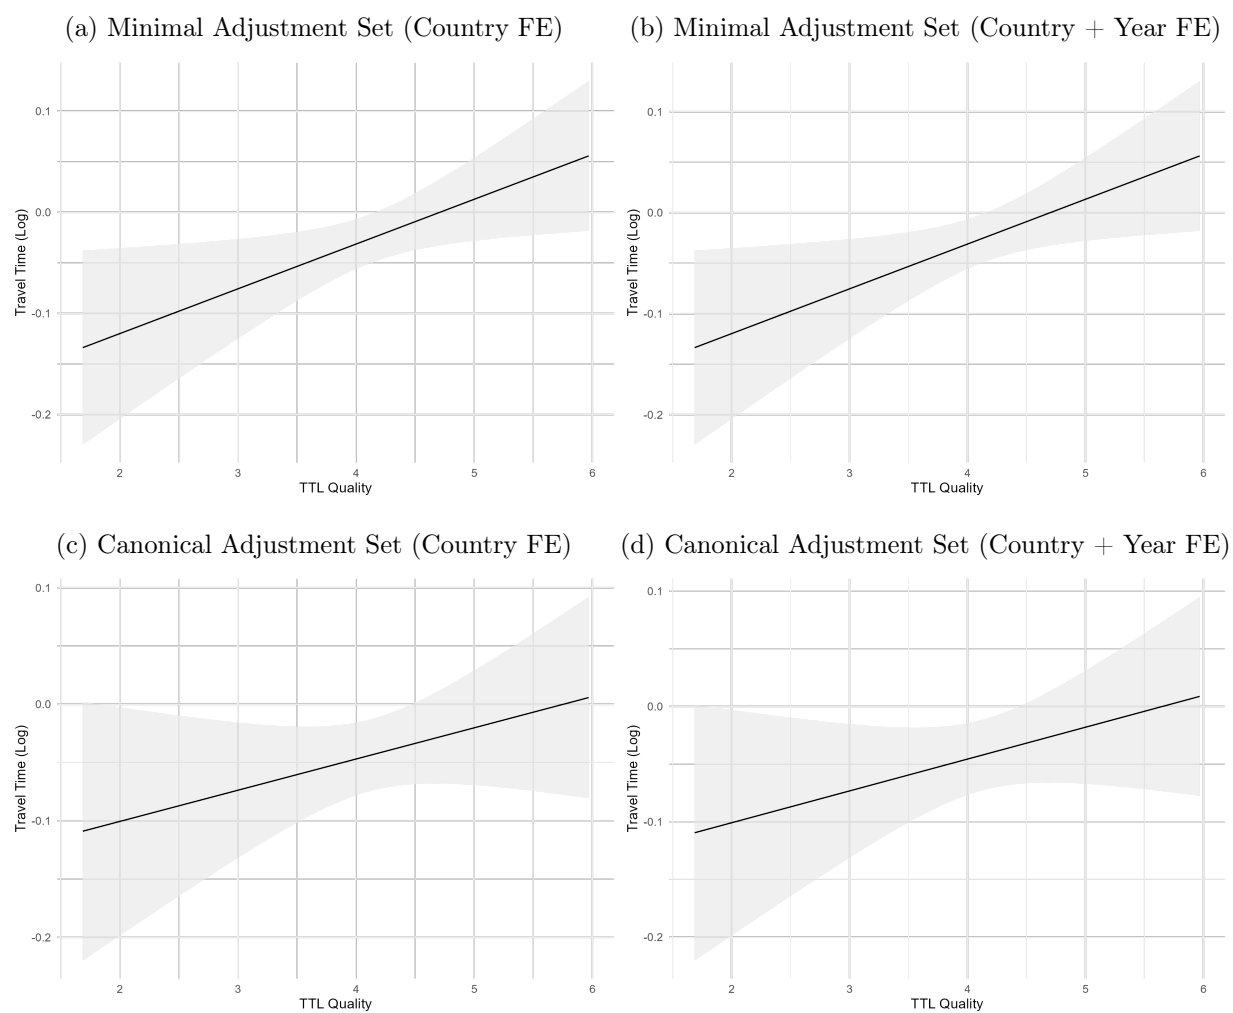 (a) Minimal Adjustment Set (Country FE)
0.1
0.0
-0.1
-0.2
Travel Time (Log)
2 3 4 5 6
TTL Quality
(b) Minimal Adjustment Set (Country + Year FE)
0.1
0.0
-0.1
-0.2
Travel Time (Log)
2 3 4 5 6
TTL Quality
(c) Canonical Adjustment Set (Country FE)
0.1
0.0
-0.1
-0.2
Travel Time (Log)
2 3 4 5 6
TTL Quality
(d) Canonical Adjustment Set (Country + Year FE)
0.1
0.0
-0.1
-0.2
Travel Time (Log)
2 3 4 5 6
TTL Quality